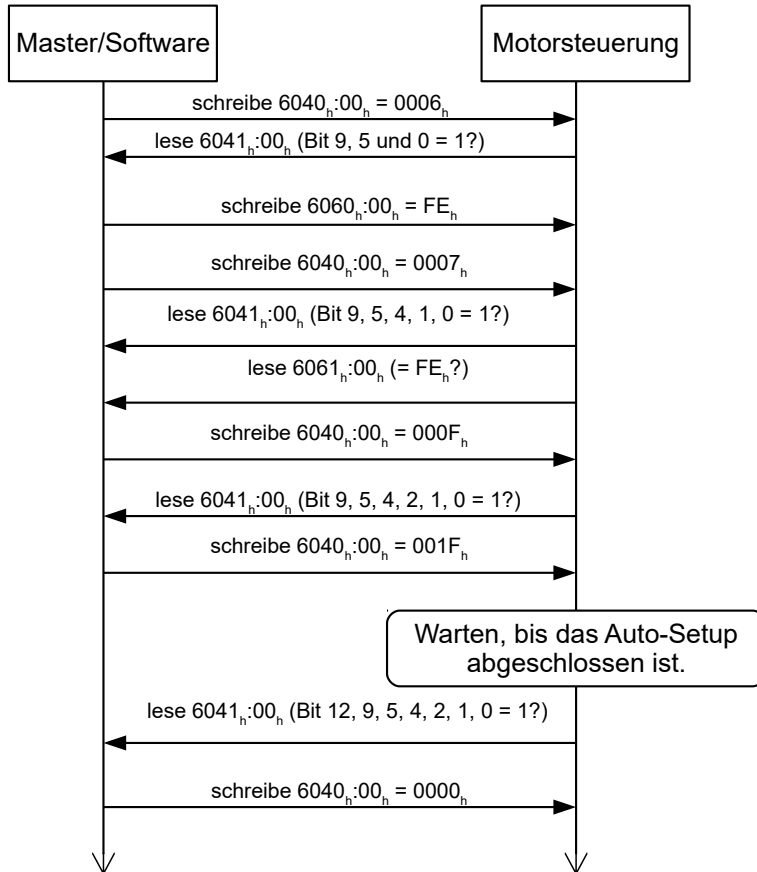 Master/Software
Motorsteuerung
schreibe 6040h:00h = 0006h
lese 6041h:00h (Bit 9, 5 und 0 = 1?)
schreibe 6060h:00h = FEh
schreibe 6040h:00h = 0007h
lese 6041h:00h (Bit 9, 5, 4, 1, 0 = 1?)
lese 6061h:00h (= FEh?)
schreibe 6040h:00h = 000Fh
lese 6041h:00h (Bit 9, 5, 4, 2, 1, 0 = 1?)
schreibe 6040h:00h = 001Fh
Warten, bis das Auto-Setup
abgeschlossen ist.
lese 6041h:00h (Bit 12, 9, 5, 4, 2, 1, 0 = 1?)
schreibe 6040h:00h = 0000h